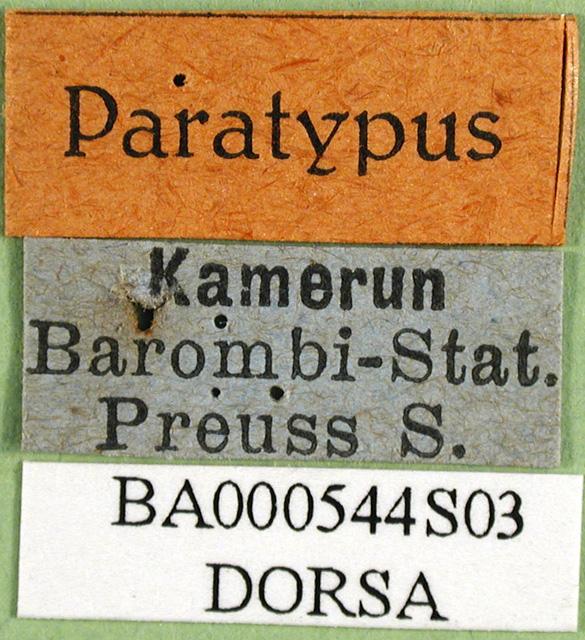 Paratypus
Kamerun
Barombi-Stat.
Preuss S.
BA000544S03
DORSA